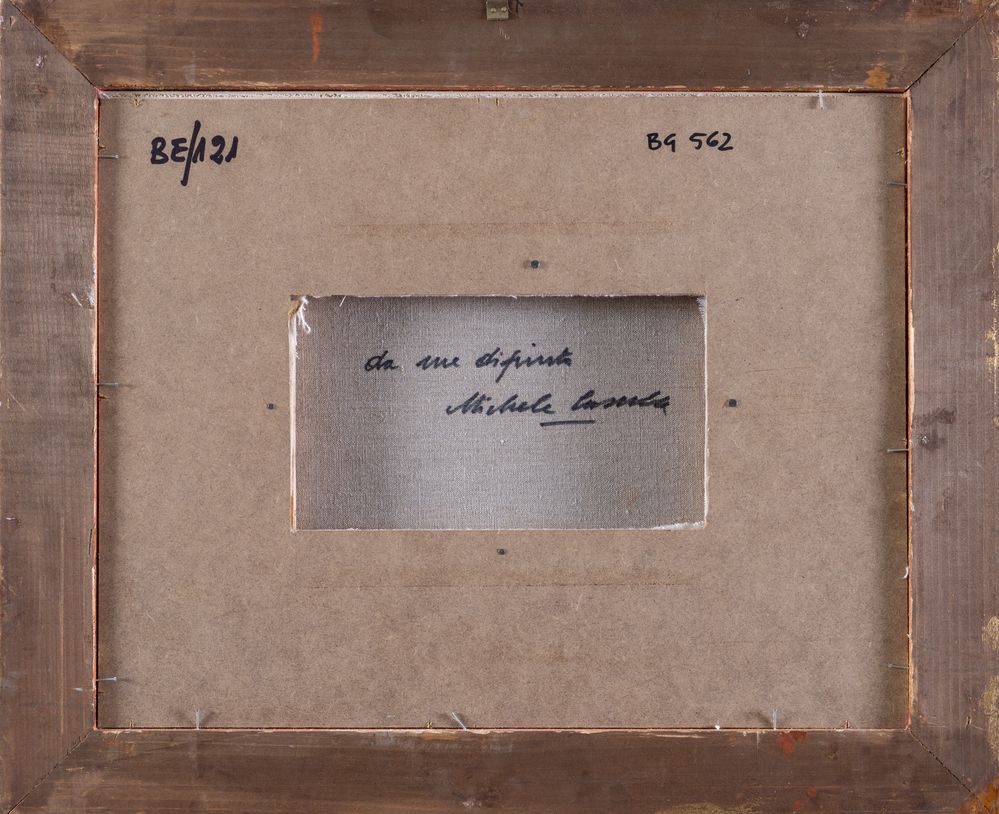 BE/121
BG 562
da me dipinto
Michele Cascella